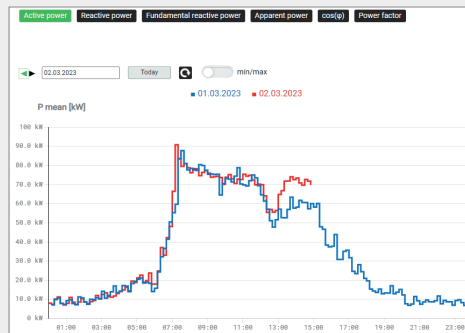 Active power Reactive power Fundamental reactive power Apparent power cos(φ) Power factor
02.03.2023 Today min/max
01.03.2023 02.03.2023
P mean [kW]
100 kW
90.0 kW
80.0 kW
70.0 kW
60.0 kW
50.0 kW
40.0 kW
30.0 kW
20.0 kW
10.0 kW
0.0 kW
01:00 03:00 05:00 07:00 09:00 11:00 13:00 15:00 17:00 19:00 21:00 23:00